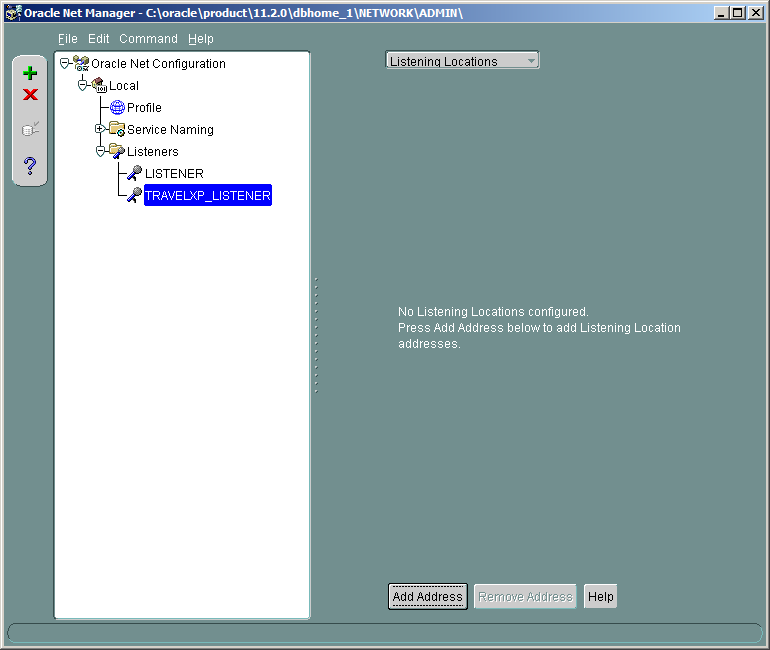 Oracle Net Manager - C:\oracle\product\11.2.0\dbhome_1\NETWORK\ADMIN\
File Edit Command Help
Oracle Net Configuration
Local
Profile
Service Naming
Listeners
LISTENER
TRAVELXP_LISTENER
Listening Locations
No Listening Locations configured.
Press Add Address below to add Listening Location
addresses.
Add Address Remove Address Help